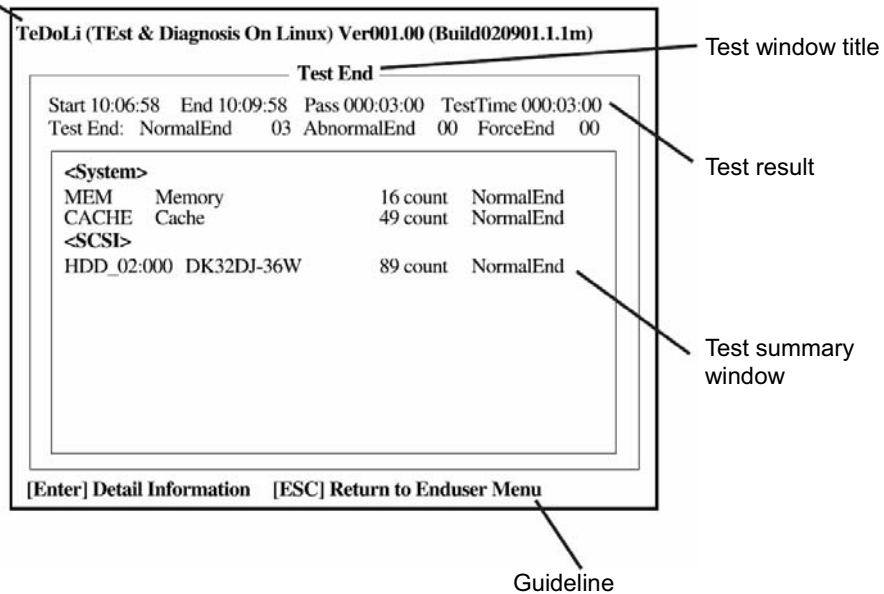 TeDoLi (TEst & Diagnosis On Linux) Ver001.00 (Build020901.1.1m)
Test window title
Test End
Start 10:06:58 End 10:09:58 Pass 000:03:00 TestTime 000:03:00
Test End: NormalEnd 03 AbnormalEnd 00 ForceEnd 00
Test result
<System>
MEM Memory 16 count NormalEnd
CACHE Cache 49 count NormalEnd
<SCSI>
HDD_02:000 DK32DJ-36W 89 count NormalEnd
Test summary
window
[Enter] Detail Information [ESC] Return to Enduser Menu
Guideline